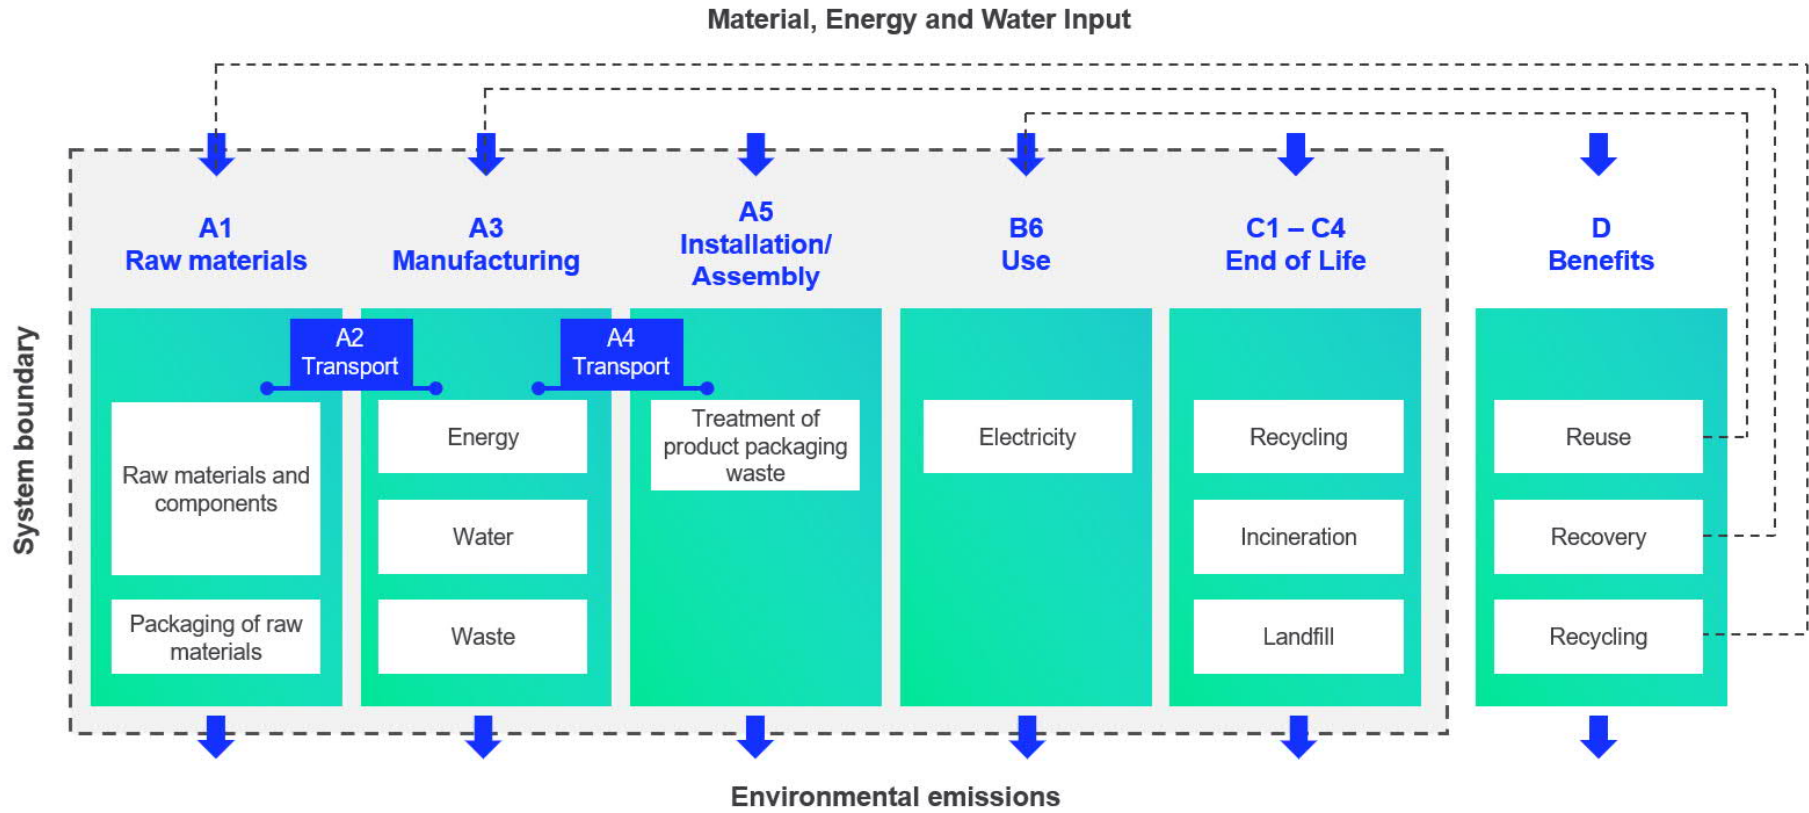 Material, Energy and Water Input
System boundary
A1
Raw materials
A3
Manufacturing
A5
Installation/
Assembly
B6
Use
C1 – C4
End of Life
D
Benefits
A2
Transport
A4
Transport
Raw materials and
components
Packaging of raw
materials
Energy
Water
Waste
Treatment of
product packaging
waste
Electricity
Recycling
Incineration
Landfill
Reuse
Recovery
Recycling
Environmental emissions